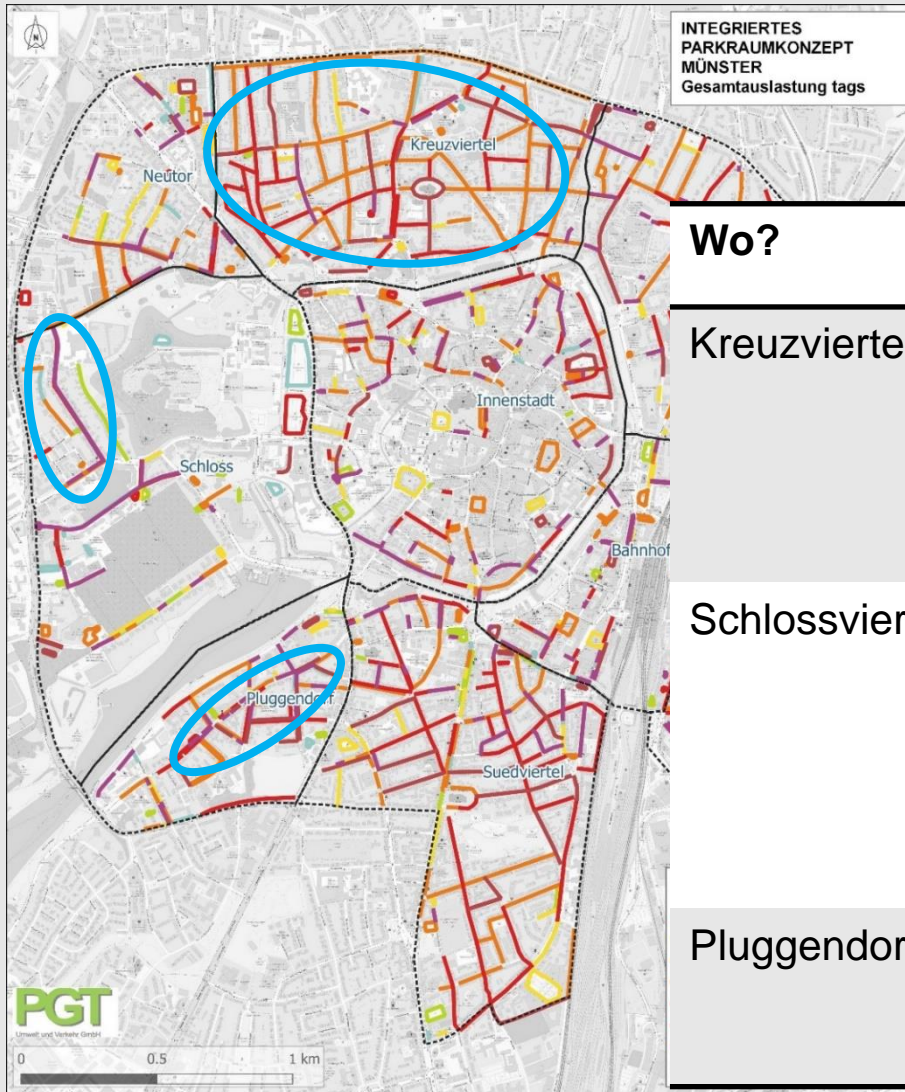 INTEGRIERTES
PARKRAUMKONZEPT
MÜNSTER
Gesamtauslastung tags
Kreuzviertel
Neutor
Wo?
Kreuzvierte
Innenstadt
Schloss
Bahnhof
Schlossvier
Pluggendorf
Suedviertel
Pluggendor
PGT
Umwelt und Verkehr GmbH
0 0.5 1 km